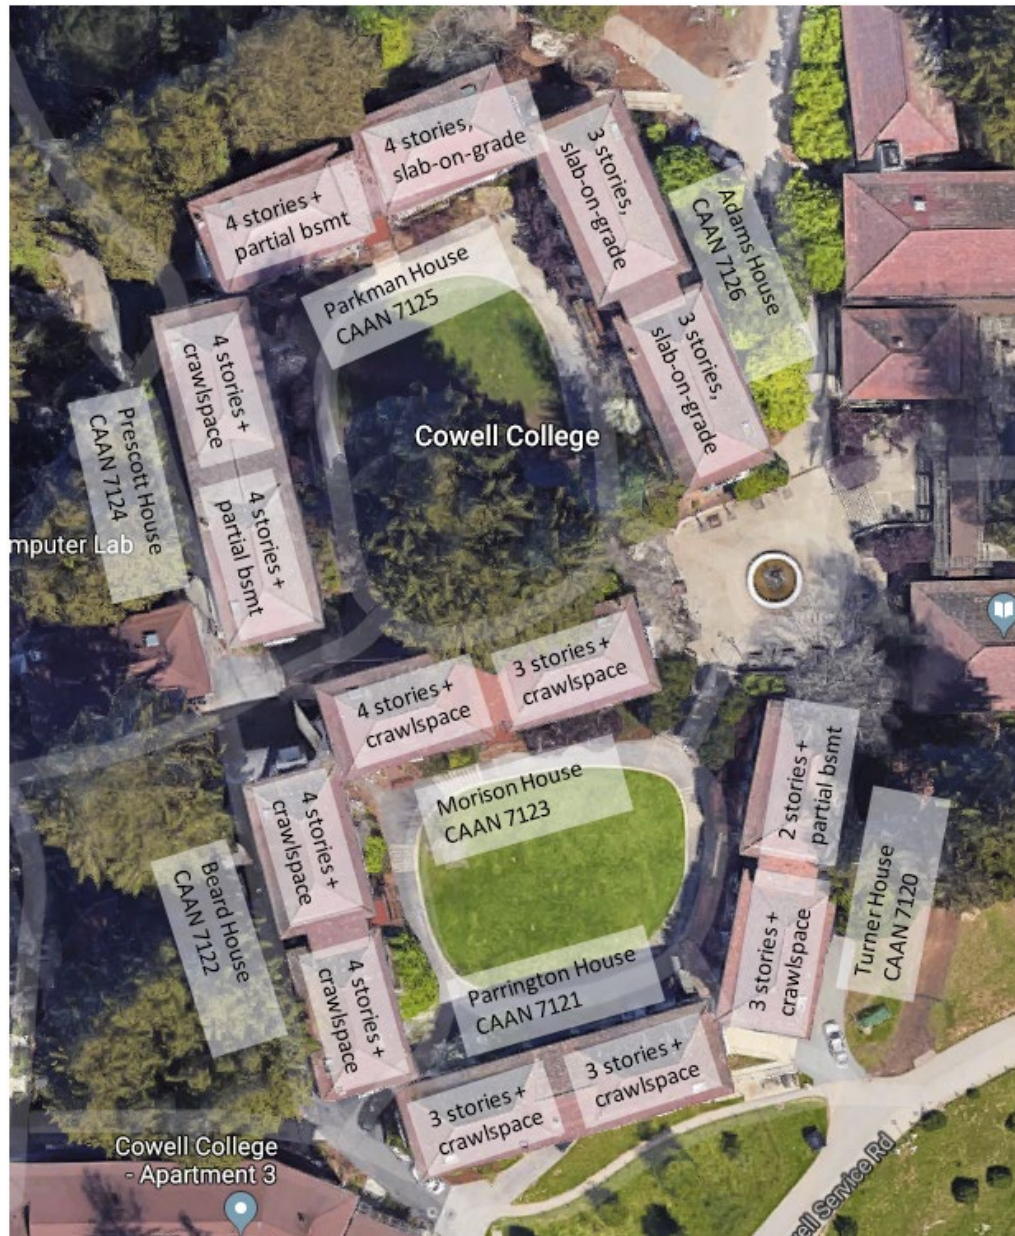 4 stories,
slab-on-grade
3 stories,
slab-on-grade
4 stories +
partial bsmt
Adams House
CAAN 7126
Parkman House
CAAN 7125
3 stories,
slab-on-grade
4 stories +
crawlspace
Cowell College
Prescott House
CAAN 7124
4 stories +
partial bsmt
mputer Lab
3 stories +
crawlspace
4 stories +
crawlspace
2 stories +
partial bsmt
Morison House
CAAN 7123
4 stories +
crawlspace
Beard House
CAAN 7122
Turner House
CAAN 7120
3 stories +
crawlspace
Parrington House
CAAN 7121
4 stories +
crawlspace
3 stories +
crawlspace
3 stories +
crawlspace
Cowell College
- Apartment 3
ell Service Rd